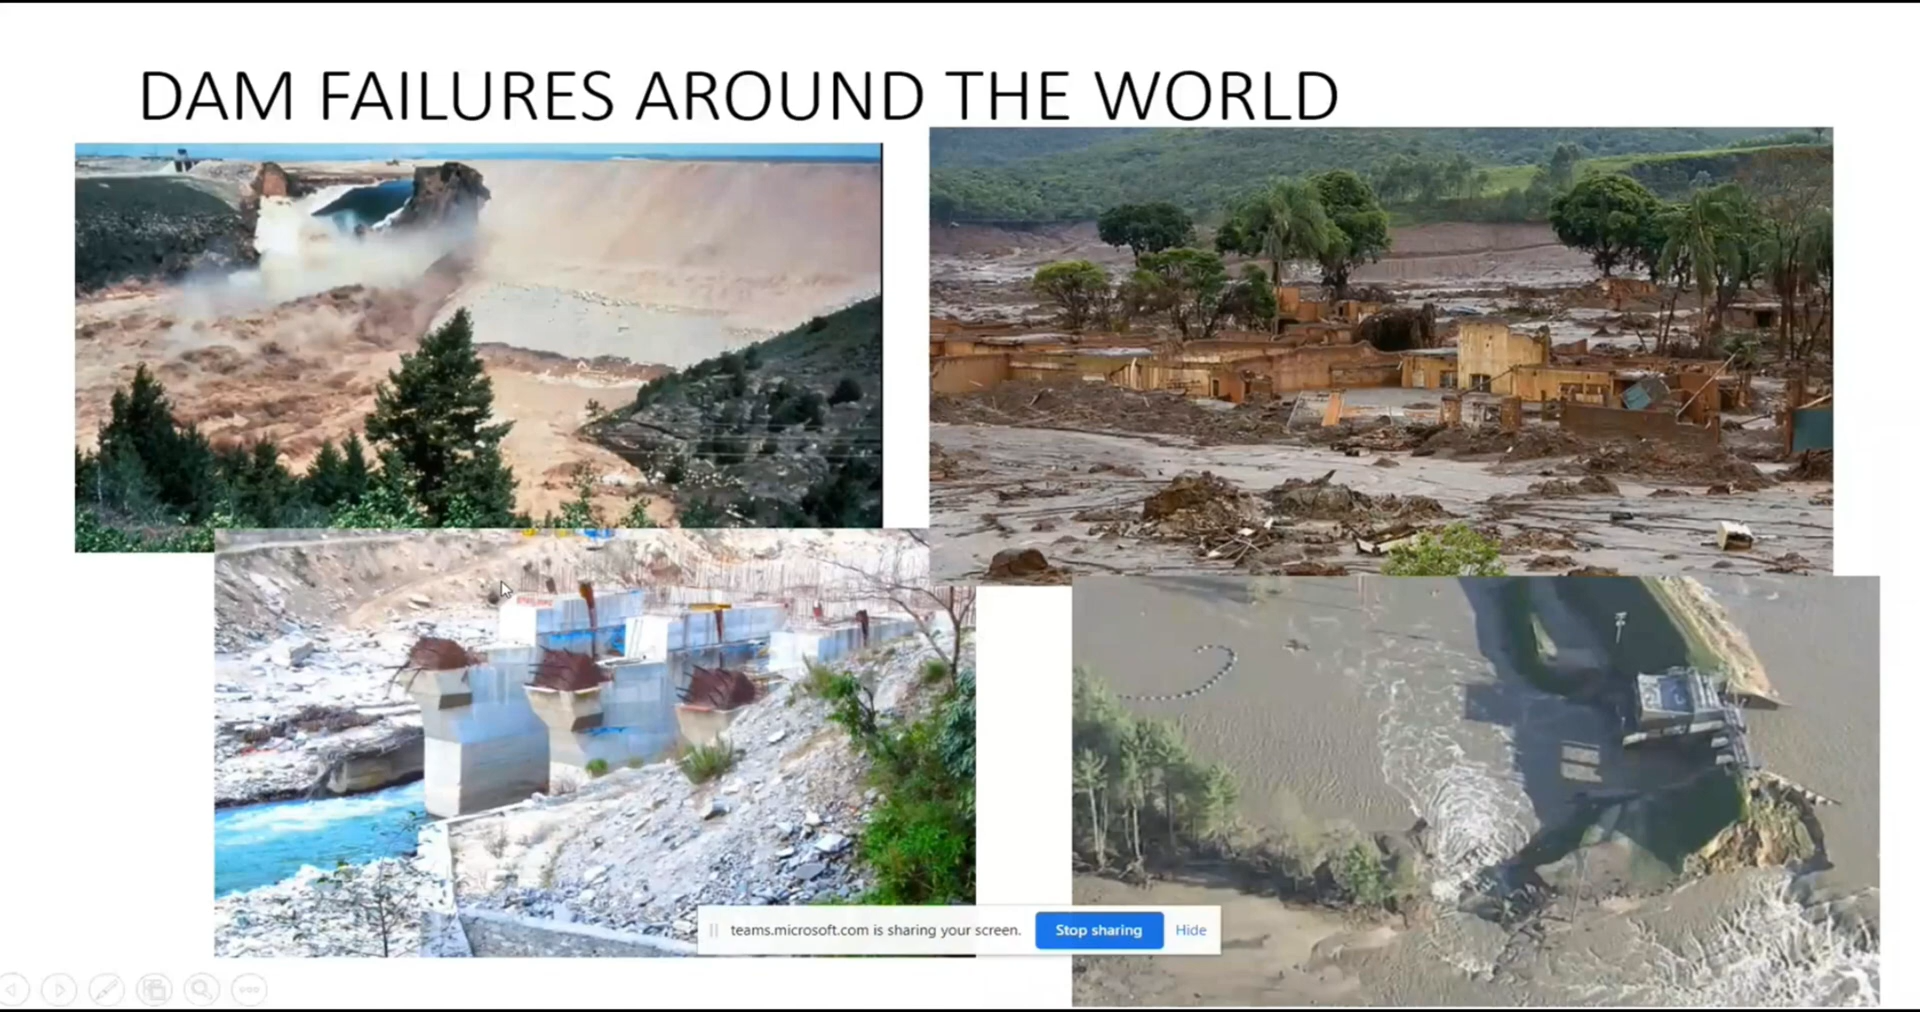 DAM FAILURES AROUND THE WORLD
teams.microsoft.com is sharing your screen. Stop sharing Hide